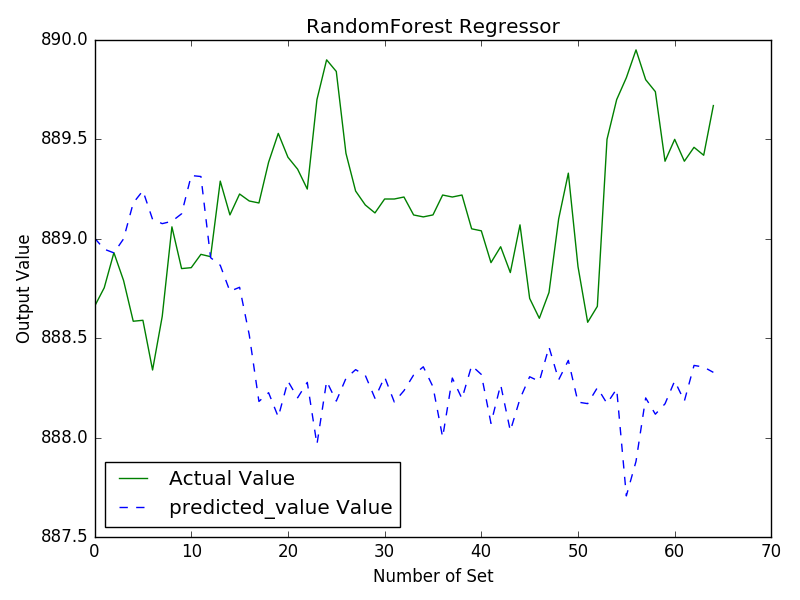 RandomForest Regressor
890.0
889.5
889.0
888.5
888.0
887.5
Output Value
Actual Value
predicted_value Value
0 10 20 30 40 50 60 70
Number of Set